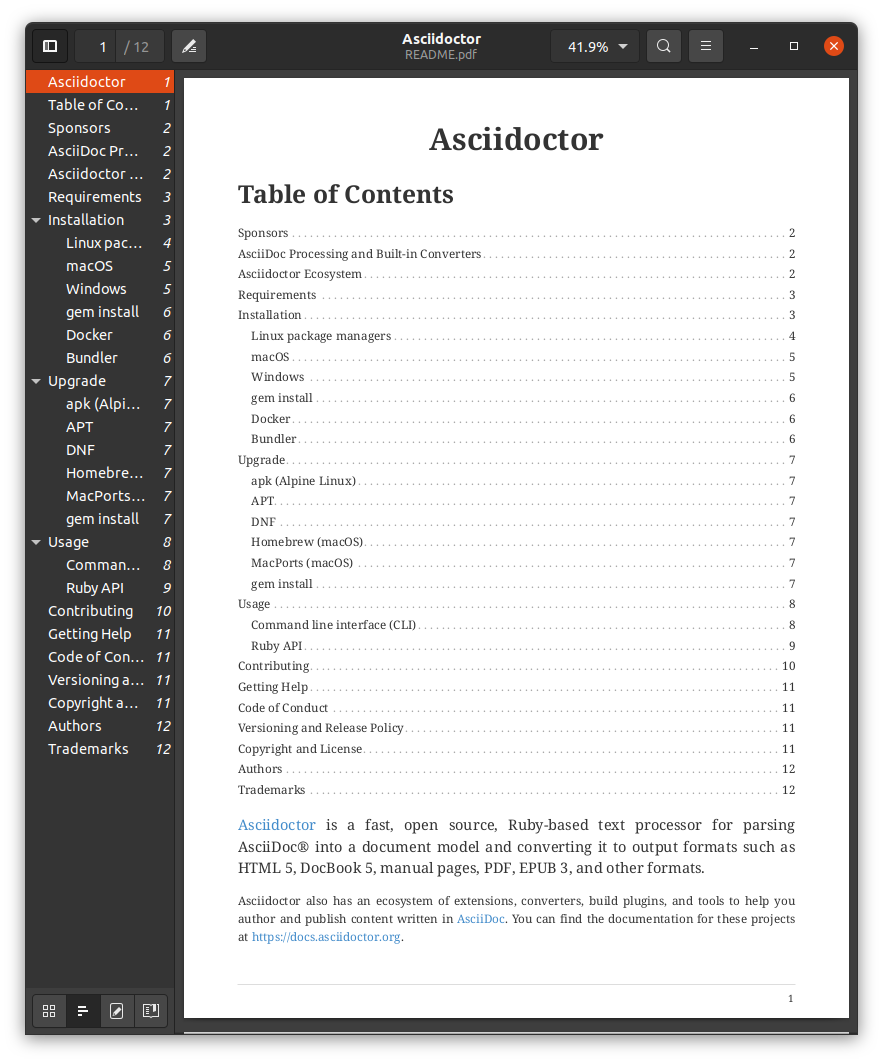 1 / 12
Asciidoctor
README.pdf
41.9%
Asciidoctor 1
Table of Co… 1
Sponsors 2
AsciiDoc Pr… 2
Asciidoctor … 2
Requirements 3
Installation 3
Linux pac… 4
macOS 5
Windows 5
gem install 6
Docker 6
Bundler 6
Upgrade 7
apk (Alpi… 7
APT 7
DNF 7
Homebre… 7
MacPorts… 7
gem install 7
Usage 8
Comman… 8
Ruby API 9
Contributing 10
Getting Help 11
Code of Con… 11
Versioning a… 11
Copyright a… 11
Authors 12
Trademarks 12
Asciidoctor
Table of Contents
Sponsors 2
AsciiDoc Processing and Built-in Converters 2
Asciidoctor Ecosystem 2
Requirements 3
Installation 3
Linux package managers 4
macOS 5
Windows 5
gem install 6
Docker 6
Bundler 6
Upgrade 7
apk (Alpine Linux) 7
APT 7
DNF 7
Homebrew (macOS) 7
MacPorts (macOS) 7
gem install 7
Usage 8
Command line interface (CLI) 8
Ruby API 9
Contributing 10
Getting Help 11
Code of Conduct 11
Versioning and Release Policy 11
Copyright and License 11
Authors 12
Trademarks 12
Asciidoctor is a fast, open source, Ruby-based text processor for parsing
AsciiDoc® into a document model and converting it to output formats such as
HTML 5, DocBook 5, manual pages, PDF, EPUB 3, and other formats.
Asciidoctor also has an ecosystem of extensions, converters, build plugins, and tools to help you
author and publish content written in AsciiDoc. You can find the documentation for these projects
at https://docs.asciidoctor.org.
1